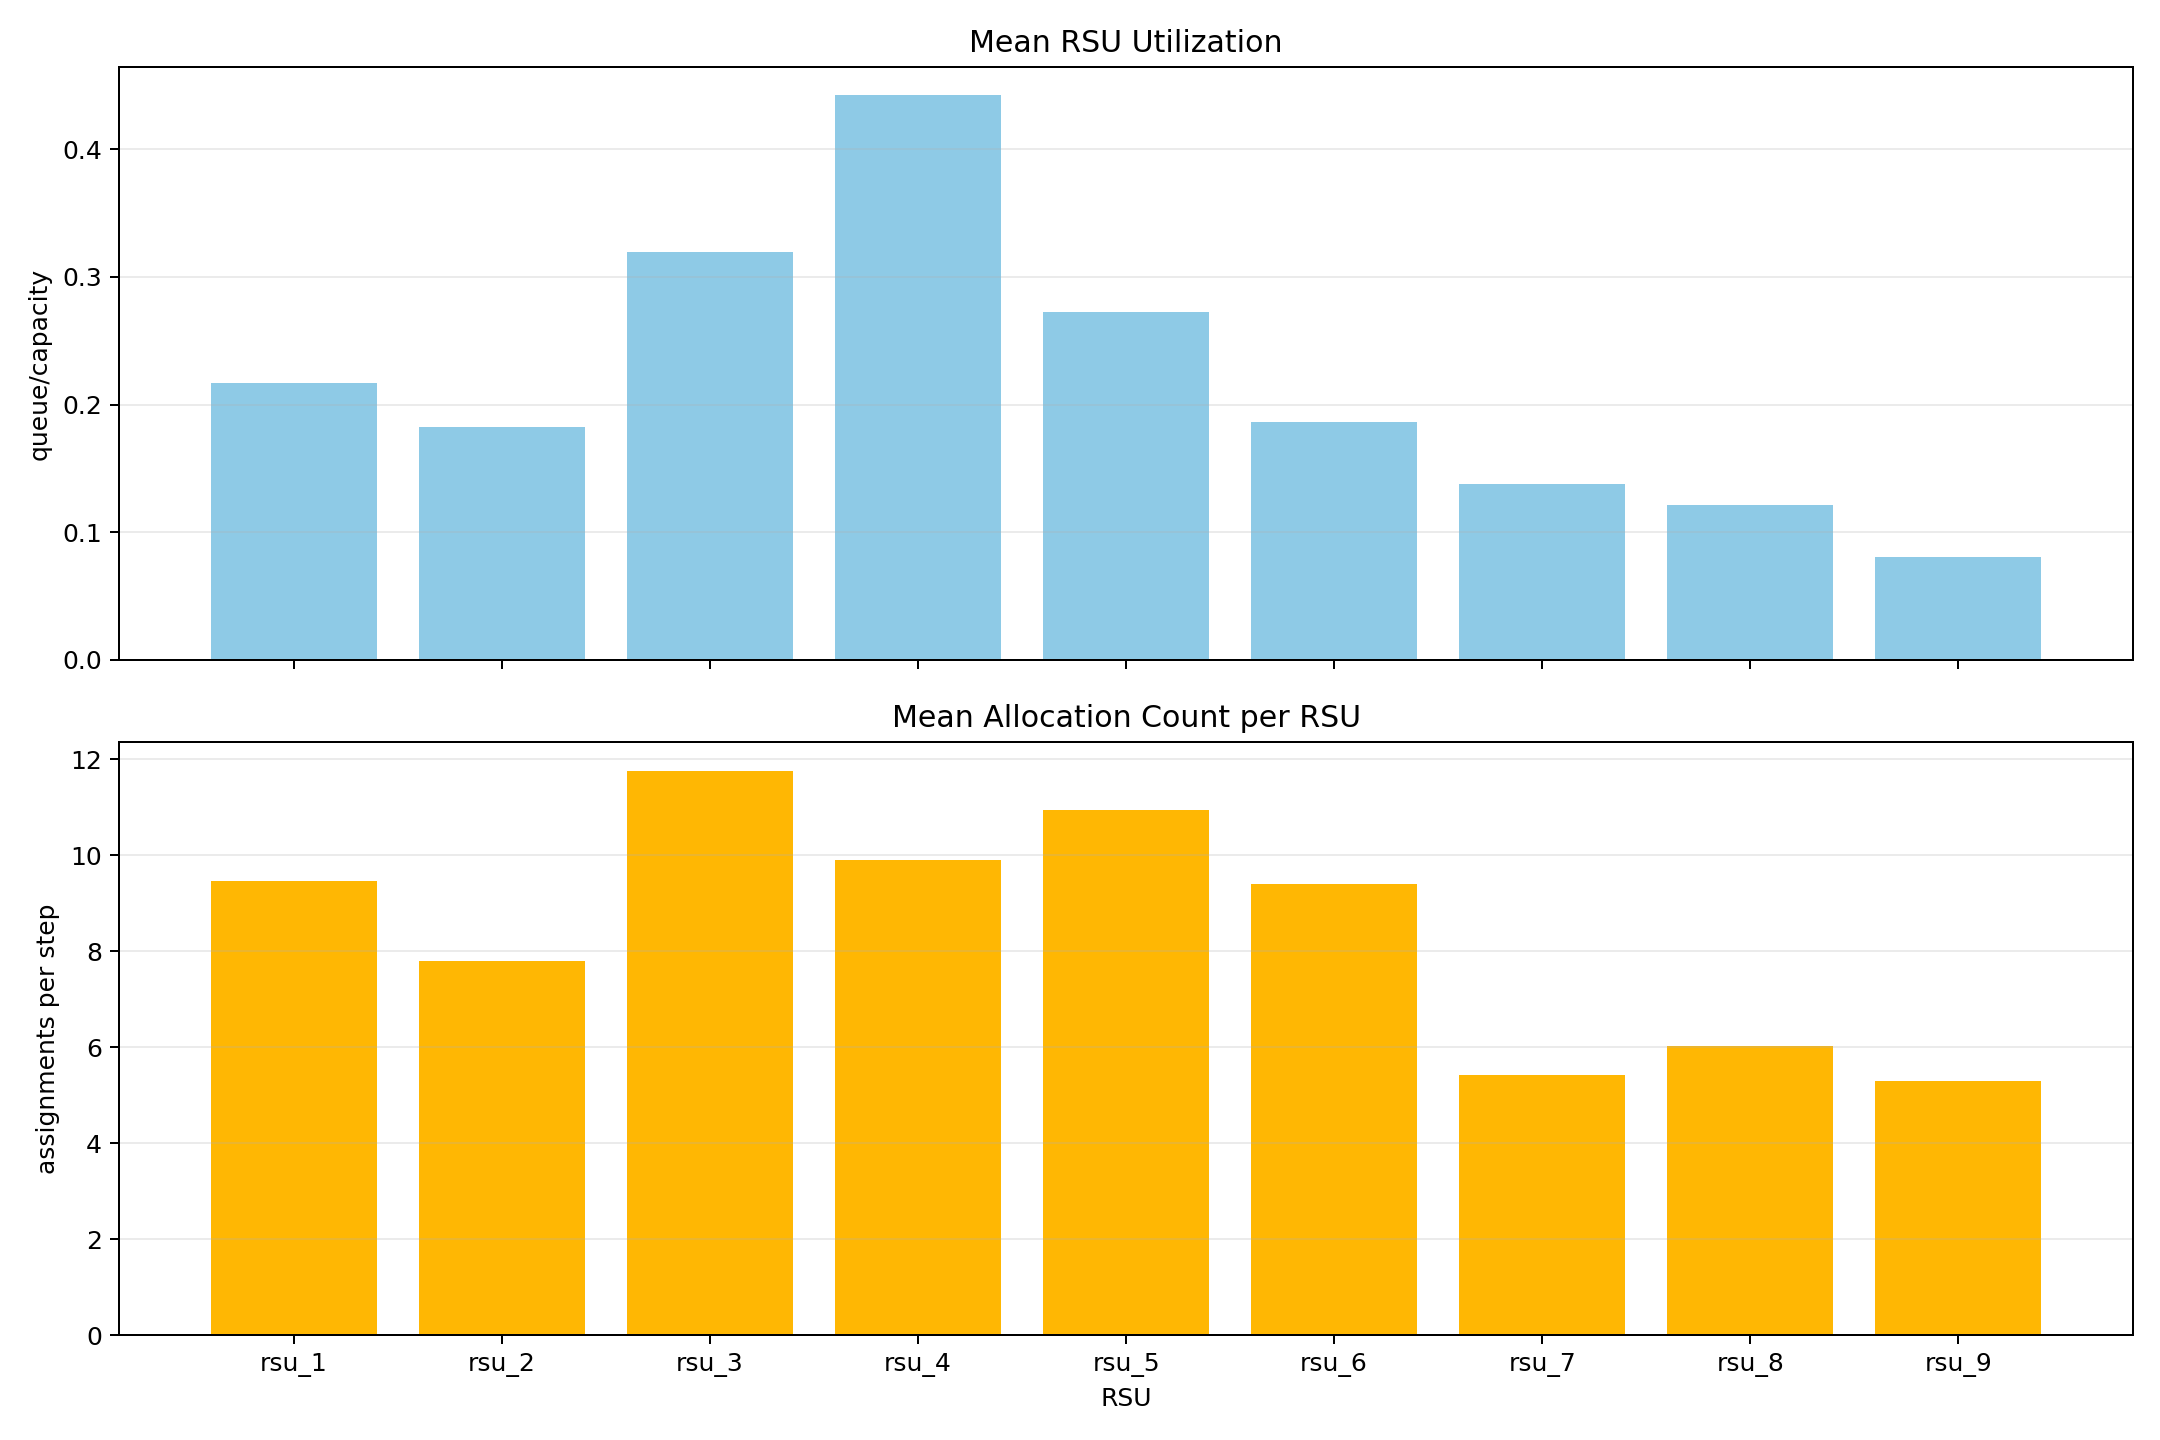 Mean RSU Utilization
queue/capacity
0.4
0.3
0.2
0.1
0.0
Mean Allocation Count per RSU
assignments per step
12
10
8
6
4
2
0
rsu_1 rsu_2 rsu_3 rsu_4 rsu_5 rsu_6 rsu_7 rsu_8 rsu_9
RSU